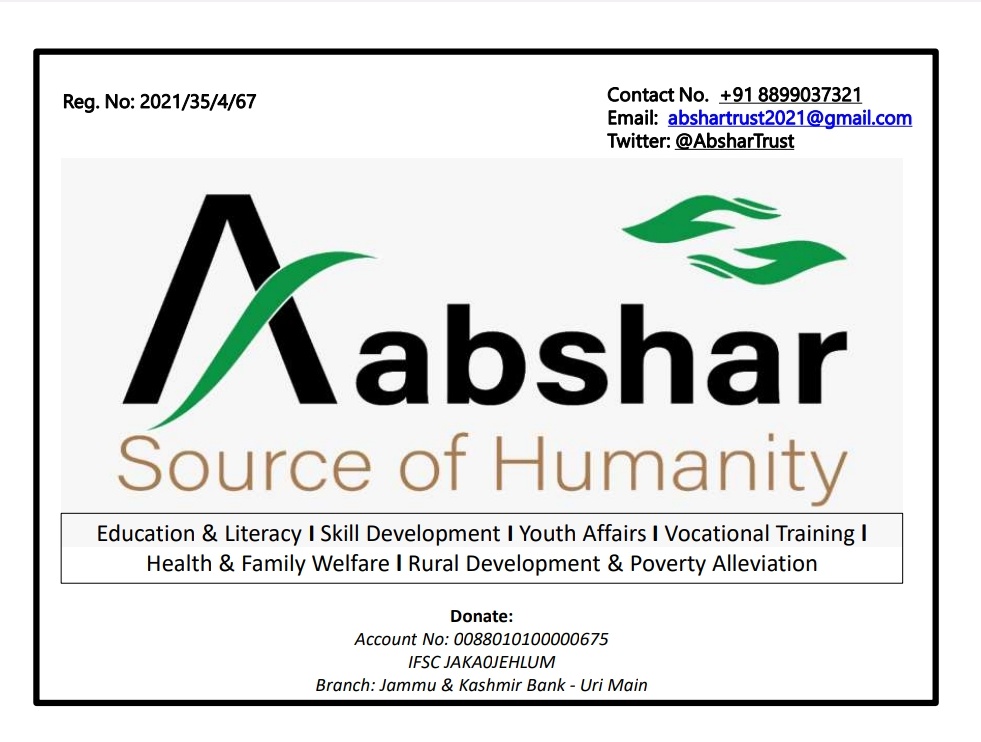 Reg. No: 2021/35/4/67
Contact No. +91 8899037321
Email: abshartrust2021@gmail.com
Twitter: @AbsharTrust
Aabshar
Source of Humanity
Education & Literacy I Skill Development I Youth Affairs I Vocational Training l
Health & Family Welfare l Rural Development & Poverty Alleviation
Donate:
Account No: 0088010100000675
IFSC JAKA0JEHLUM
Branch: Jammu & Kashmir Bank - Uri Main